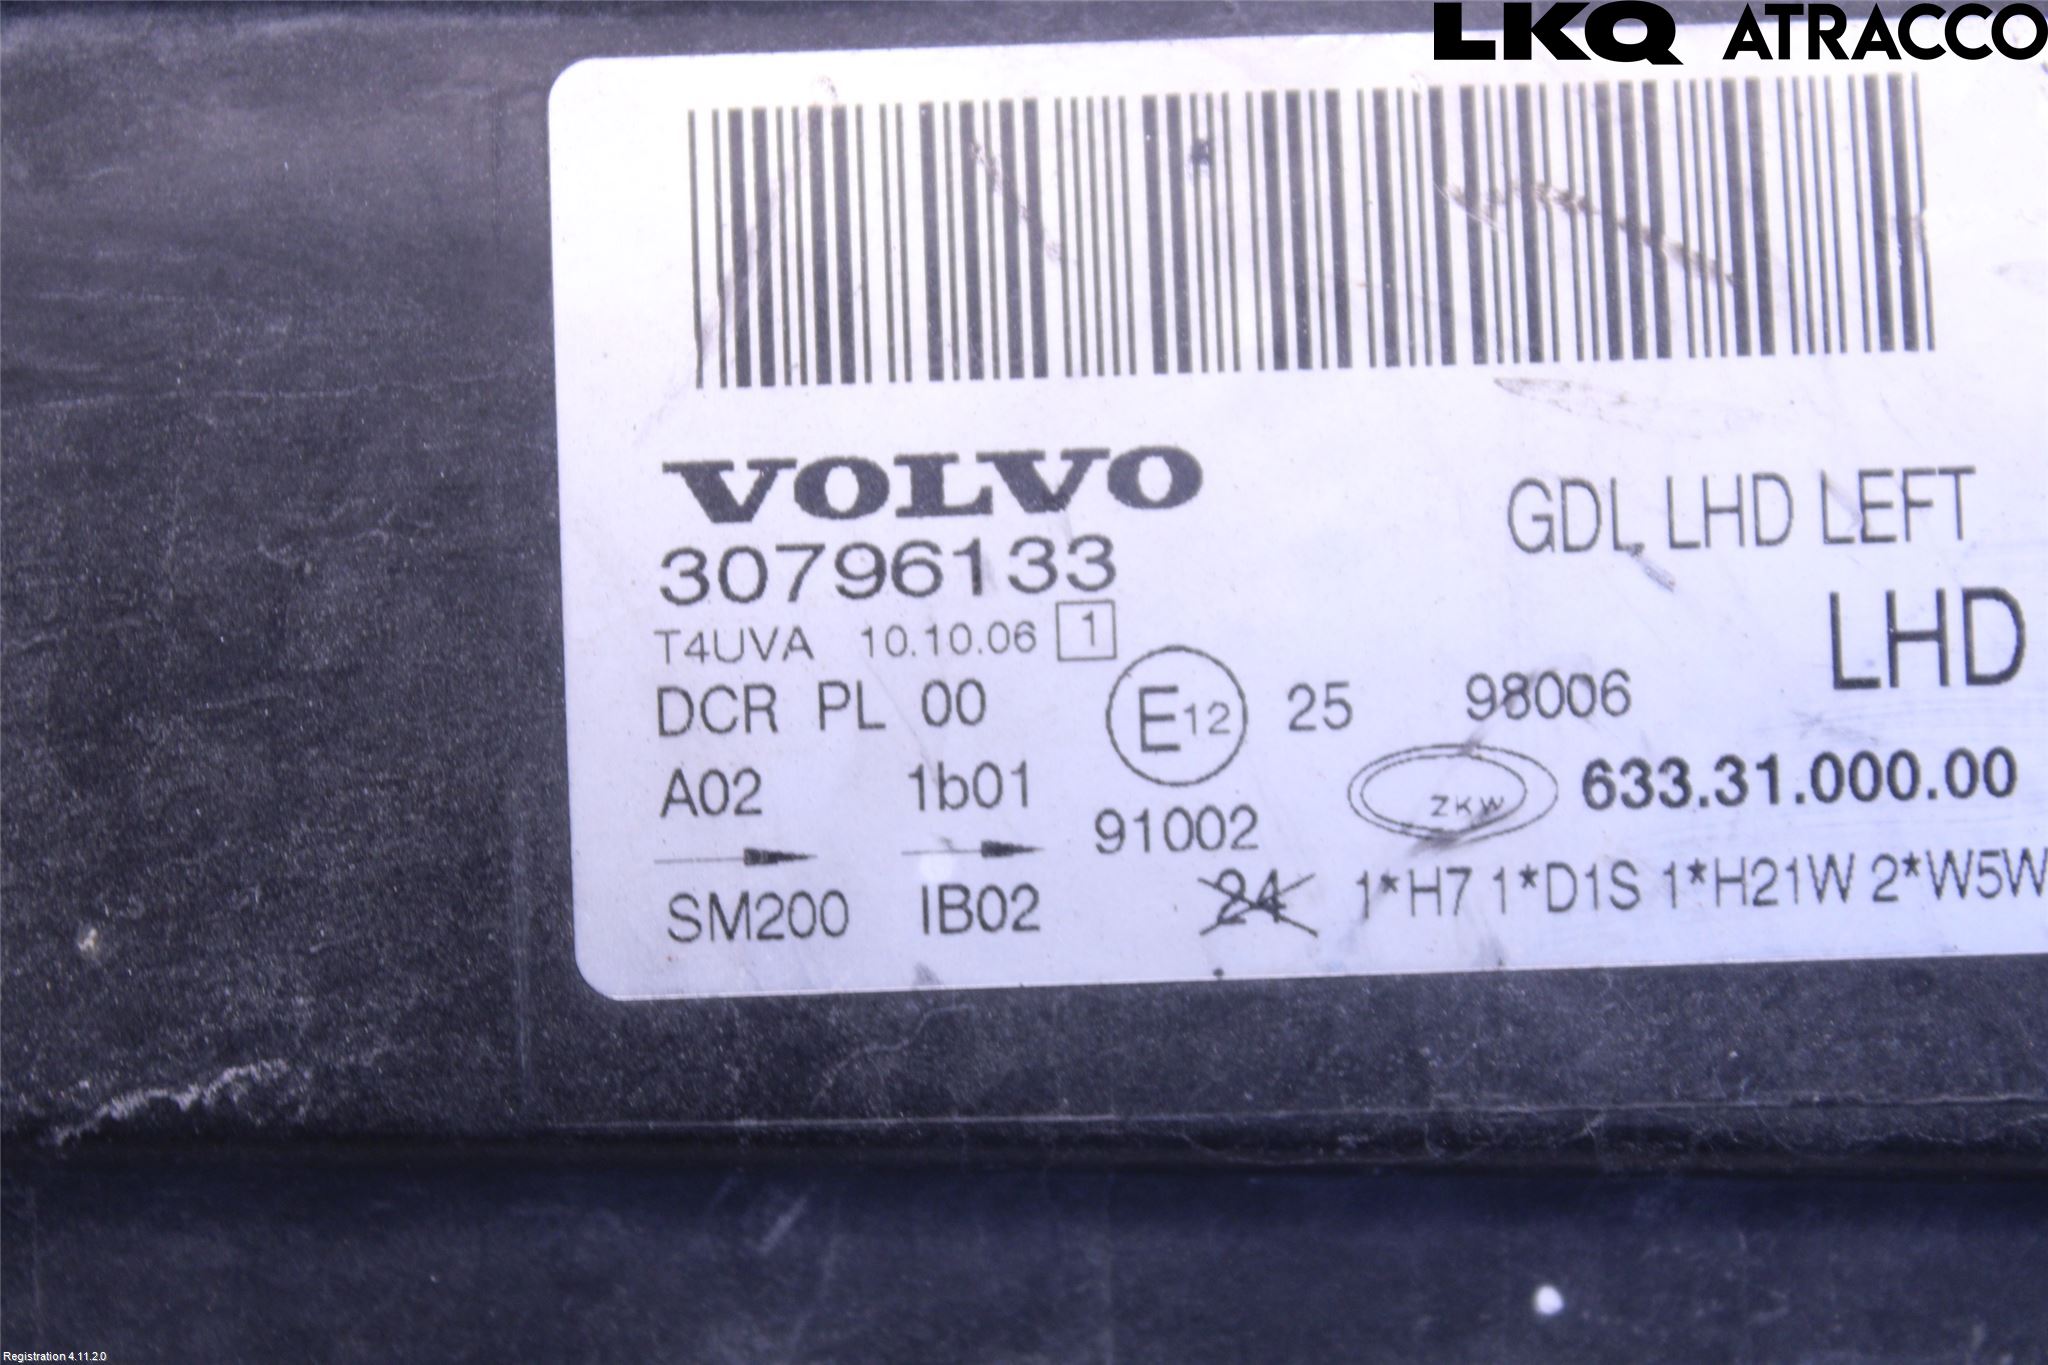 LKQ ATRACCO
VOLVO
GDL LHD LEFT
30796133
LHD
T4UVA 10.10.06 1
DCR PL 00
E12 25 98006
A02 1b01
91002
ZKW 633.31.000.00
SM200 IB02
24 1*H7 1*D1S 1*H21W 2*W5W
Registration 4.11.2.0